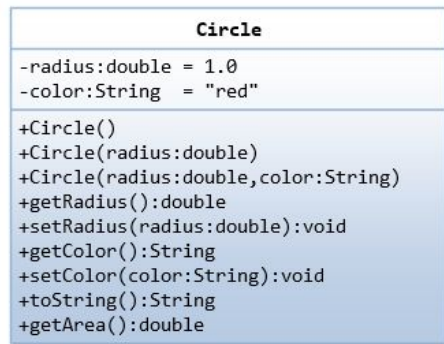 Circle
-radius:double = 1.0
-color:String  = "red"
+Circle()
+Circle(radius:double)
+Circle(radius:double,color:String)
+getRadius():double
+setRadius(radius:double):void
+getColor():String
+setColor(color:String):void
+toString():String
+getArea():double